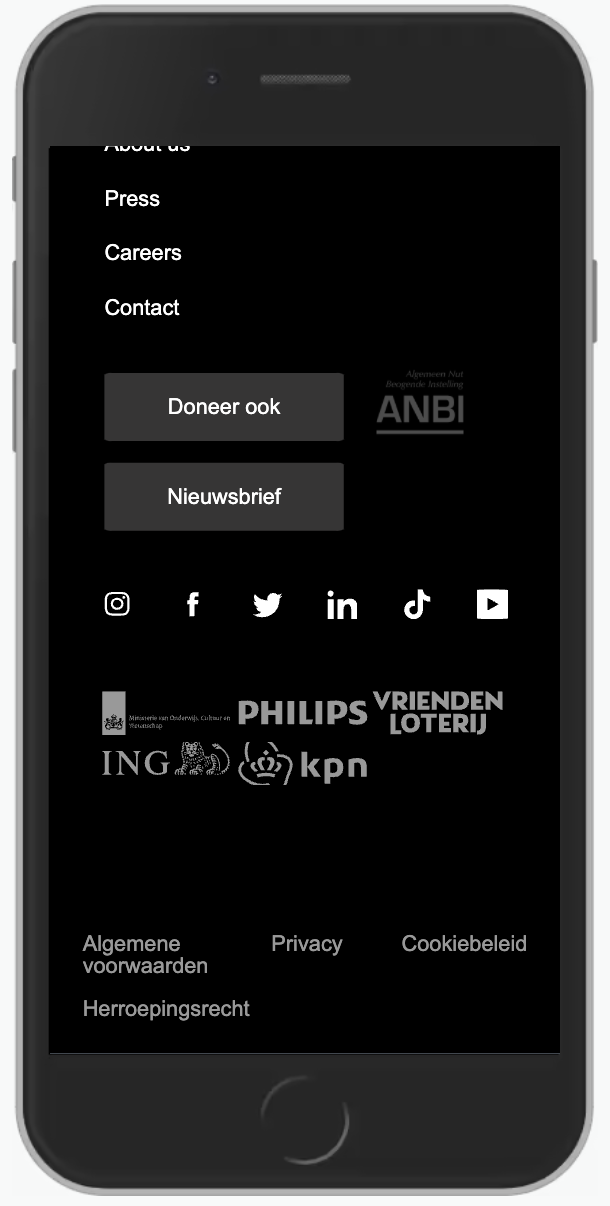 About us
Press
Careers
Contact
Doneer ook
Algemeen Nut
Beogende Instelling
ANBI
Nieuwsbrief
Ministerie van Onderwijs, Cultuur en
Wetenschap
PHILIPS
VRIENDEN
LOTERIJ
ING
kpn
Algemene
voorwaarden
Privacy
Cookiebeleid
Herroepingsrecht